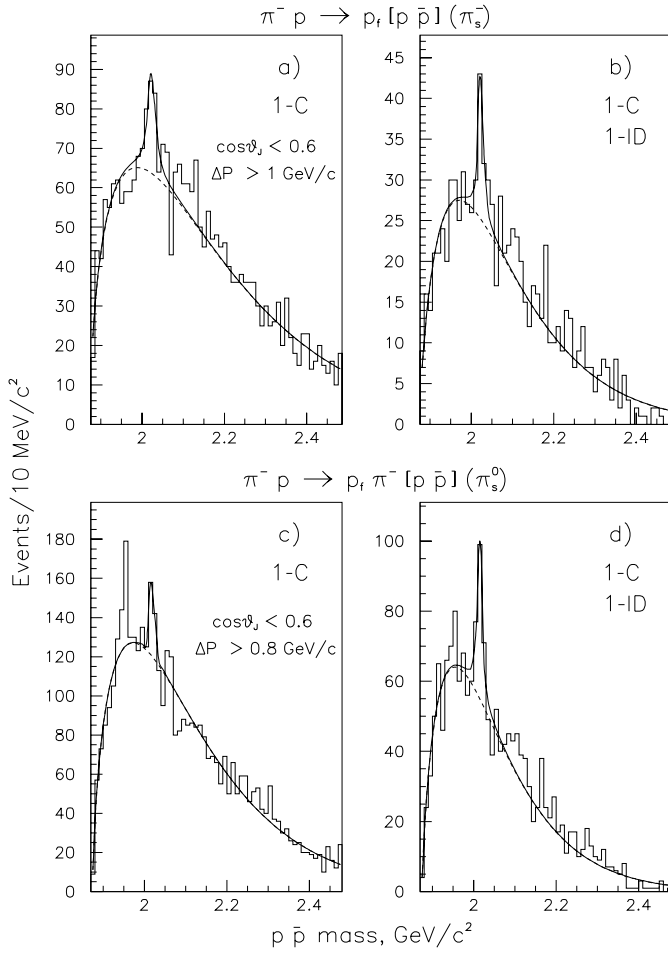 π⁻ p → p_f [p p̄] (π_s⁻)
a)
1-C
cosϑ_J < 0.6
ΔP > 1 GeV/c
90
80
70
60
50
40
30
20
10
0
2
2.2
2.4
b)
1-C
1-ID
45
40
35
30
25
20
15
10
5
0
2
2.2
2.4
Events/10 MeV/c²
π⁻ p → p_f π⁻ [p p̄] (π_s⁰)
c)
1-C
cosϑ_J < 0.6
ΔP > 0.8 GeV/c
180
160
140
120
100
80
60
40
20
0
2
2.2
2.4
d)
1-C
1-ID
100
80
60
40
20
0
2
2.2
2.4
p p̄ mass, GeV/c²